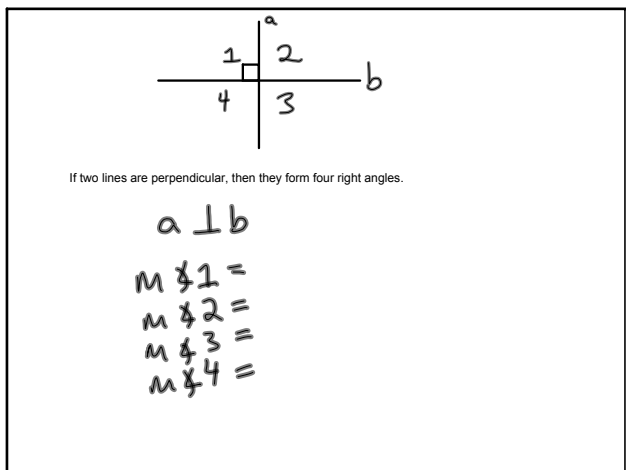 a
1 2
b
4 3
If two lines are perpendicular, then they form four right angles.
a ⊥ b
m∡1 =
m∡2 =
m∡3 =
m∡4 =